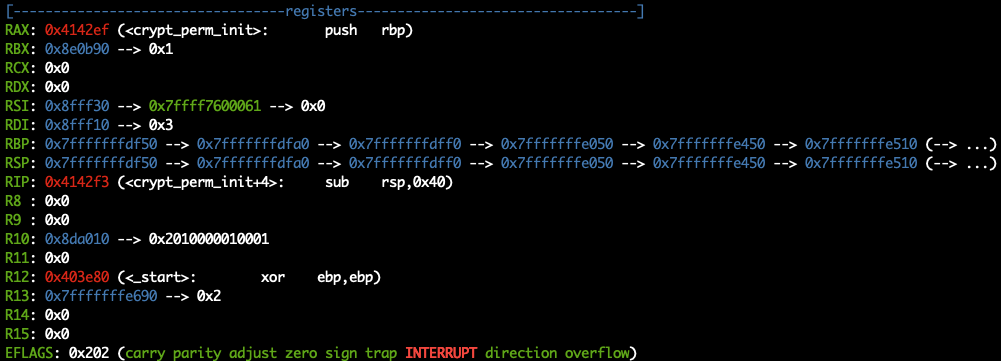 [----------------------------------registers-----------------------------------]
RAX: 0x4142ef (<crypt_perm_init>: push rbp)
RBX: 0x8e0b90 --> 0x1
RCX: 0x0
RDX: 0x0
RSI: 0x8fff30 --> 0x7ffff7600061 --> 0x0
RDI: 0x8fff10 --> 0x3
RBP: 0x7fffffffdf50 --> 0x7fffffffdfa0 --> 0x7fffffffdff0 --> 0x7fffffffe050 --> 0x7fffffffe450 --> 0x7fffffffe510 (--> ...)
RSP: 0x7fffffffdf50 --> 0x7fffffffdfa0 --> 0x7fffffffdff0 --> 0x7fffffffe050 --> 0x7fffffffe450 --> 0x7fffffffe510 (--> ...)
RIP: 0x4142f3 (<crypt_perm_init+4>: sub rsp,0x40)
R8 : 0x0
R9 : 0x0
R10: 0x8da010 --> 0x2010000010001
R11: 0x0
R12: 0x403e80 (<_start>: xor ebp,ebp)
R13: 0x7fffffffe690 --> 0x2
R14: 0x0
R15: 0x0
EFLAGS: 0x202 (carry parity adjust zero sign trap INTERRUPT direction overflow)